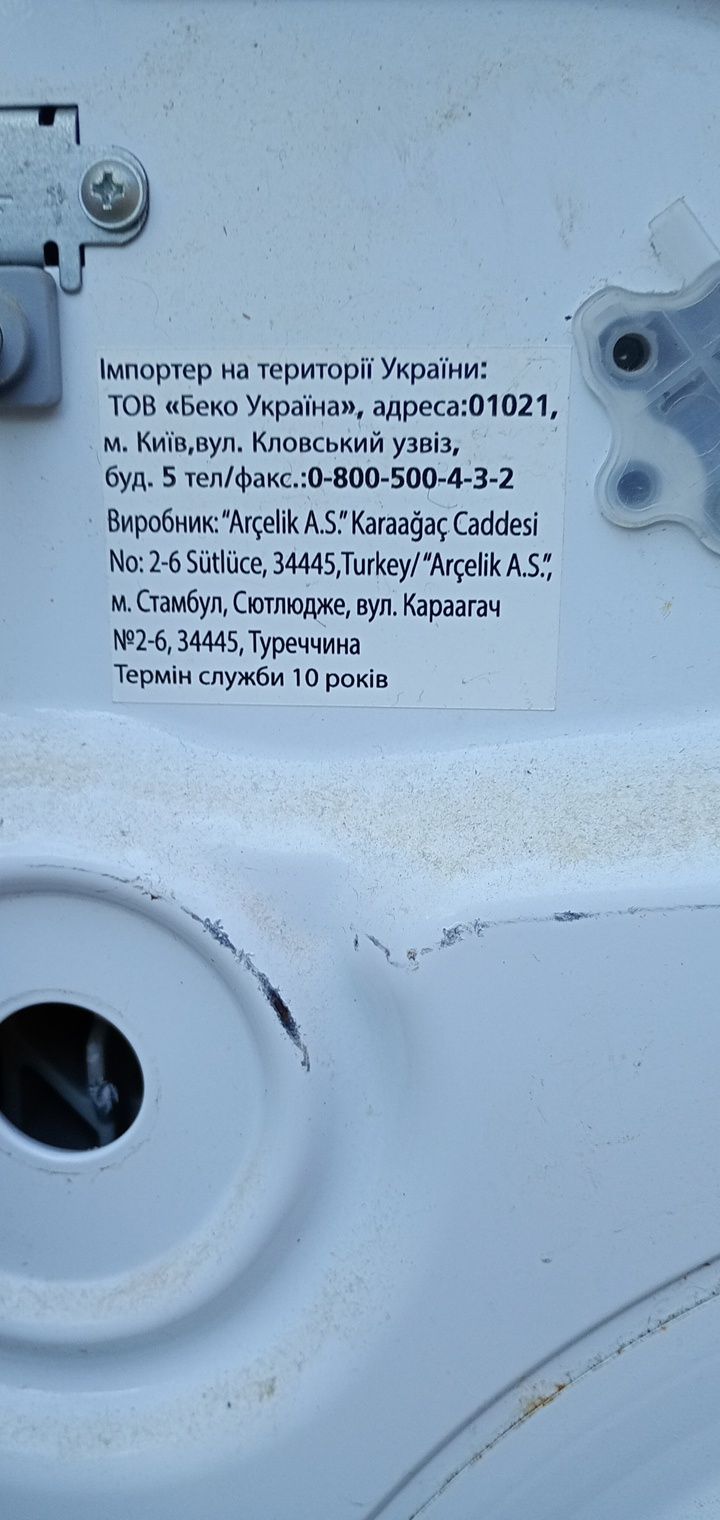 Імпортер на території України:
ТОВ «Беко Україна», адреса:01021,
м. Київ,вул. Кловський узвіз,
буд. 5 тел/факс.:0-800-500-4-3-2
Виробник: “Arçelik A.S.” Karaağaç Caddesi
No: 2-6 Sütlüce, 34445,Turkey/ “Arçelik A.S.”,
м. Стамбул, Сютлюдже, вул. Караагач
№2-6, 34445, Туреччина
Термін служби 10 років